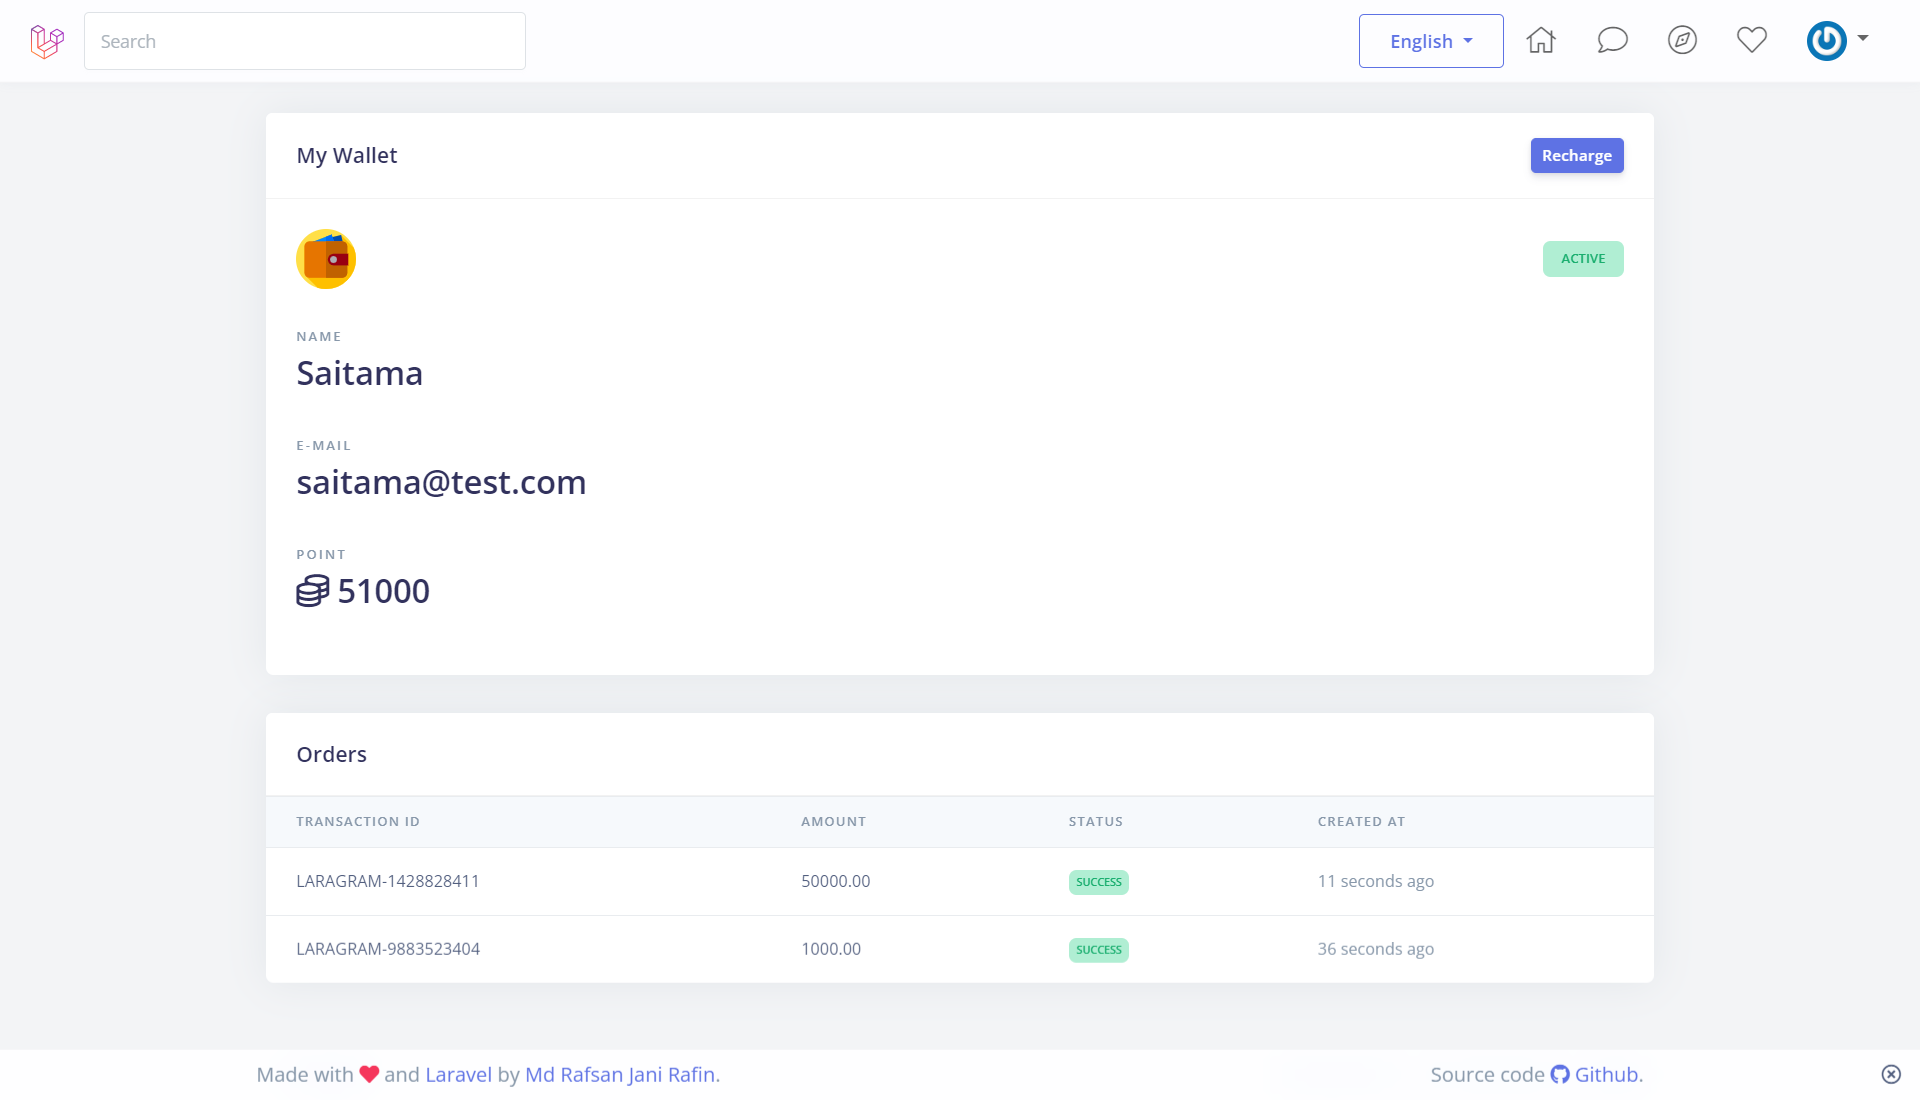 Search
English
My Wallet
Recharge
ACTIVE
NAME
Saitama
E-MAIL
saitama@test.com
POINT
51000
Orders
TRANSACTION ID AMOUNT STATUS CREATED AT
LARAGRAM-1428828411 50000.00 SUCCESS 11 seconds ago
LARAGRAM-9883523404 1000.00 SUCCESS 36 seconds ago
Made with and Laravel by Md Rafsan Jani Rafin. Source code Github.